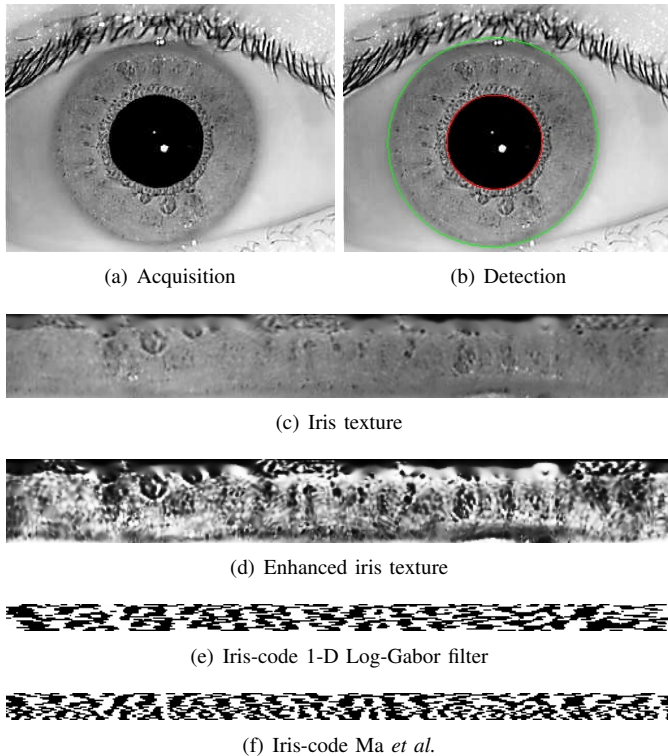 (a) Acquisition
(b) Detection
(c) Iris texture
(d) Enhanced iris texture
(e) Iris-code 1-D Log-Gabor filter
(f) Iris-code Ma et al.